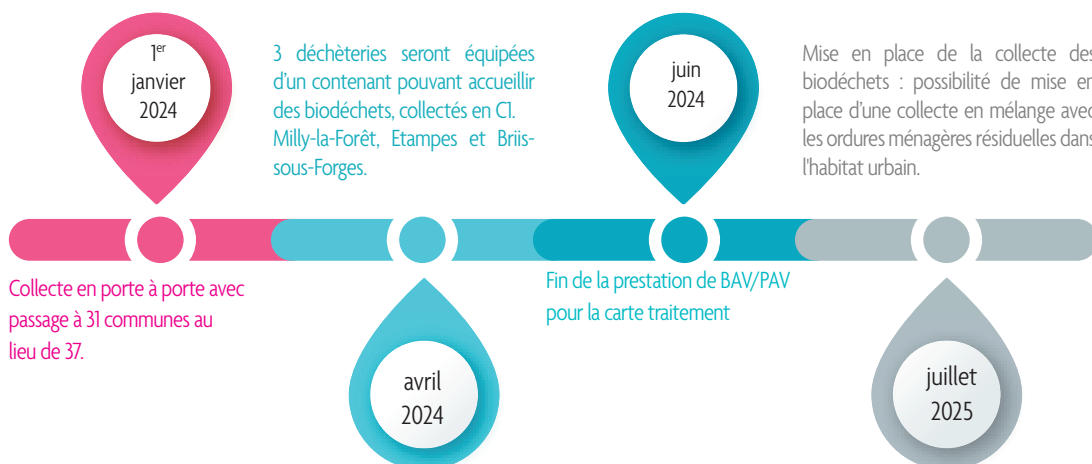 1er
janvier
2024
Collecte en porte à porte avec
passage à 31 communes au
lieu de 37.
3 déchèteries seront équipées
d'un contenant pouvant accueillir
des biodéchets, collectés en C1.
Milly-la-Forêt, Etampes et Briis-
sous-Forges.
avril
2024
juin
2024
Fin de la prestation de BAV/PAV
pour la carte traitement
Mise en place de la collecte des
biodéchets : possibilité de mise en
place d'une collecte en mélange avec
les ordures ménagères résiduelles dans
l'habitat urbain.
juillet
2025